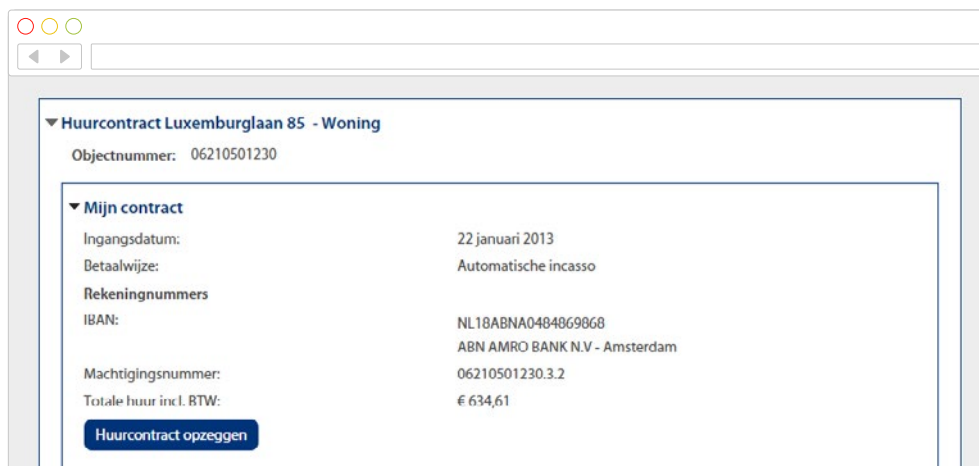 Huurcontract Luxemburglaan 85 - Woning
Objectnummer: 06210501230
Mijn contract
Ingangsdatum: 22 januari 2013
Betaalwijze: Automatische incasso
Rekeningnummers
IBAN: NL18ABNA0484869868
ABN AMRO BANK N.V - Amsterdam
Machtigingsnummer: 06210501230.3.2
Totale huur incl. BTW: € 634,61
Huurcontract opzeggen